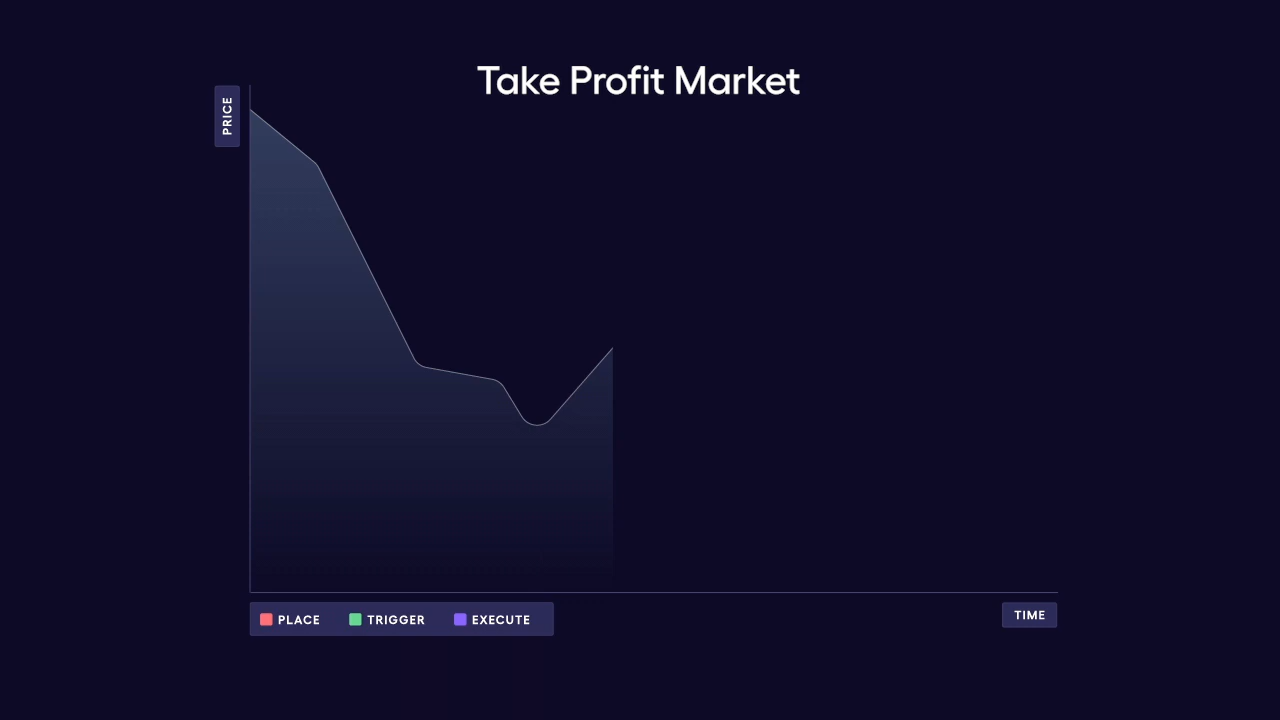 Take Profit Market
PRICE
PLACE
TRIGGER
EXECUTE
TIME